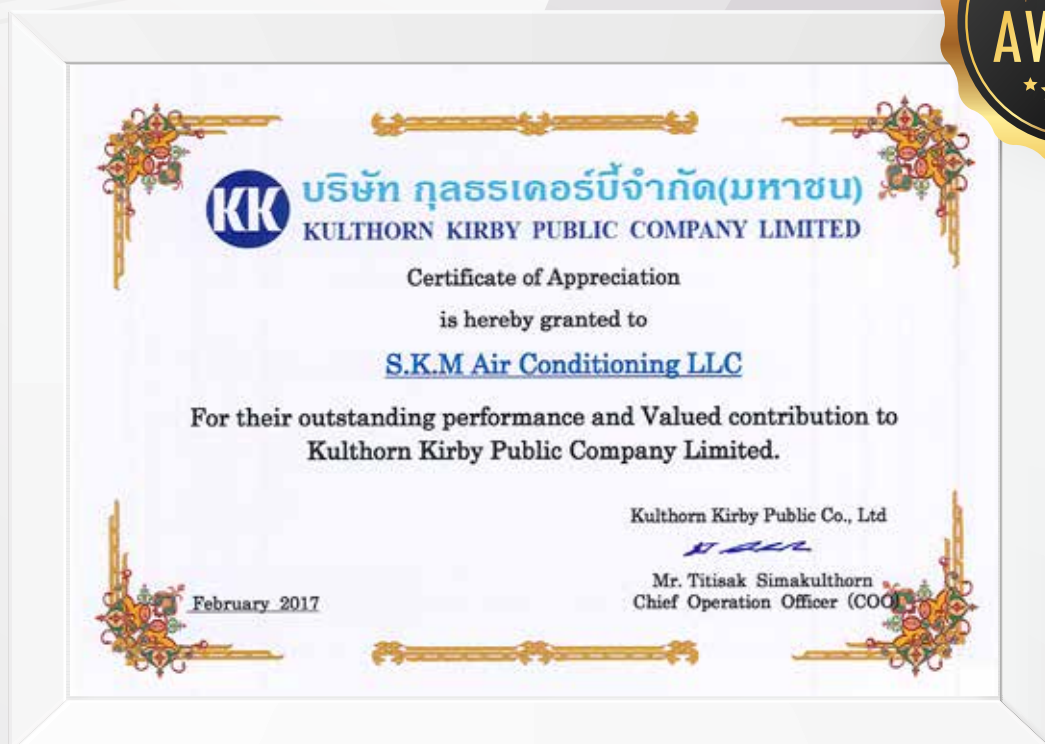 KK
บริษัท กุลธรเคอร์บี้จำกัด(มหาชน)
KULTHORN KIRBY PUBLIC COMPANY LIMITED
Certificate of Appreciation
is hereby granted to
S.K.M Air Conditioning LLC
For their outstanding performance and Valued contribution to
Kulthorn Kirby Public Company Limited.
Kulthorn Kirby Public Co., Ltd
Mr. Titisak Simakulthorn
Chief Operation Officer (COO)
February 2017